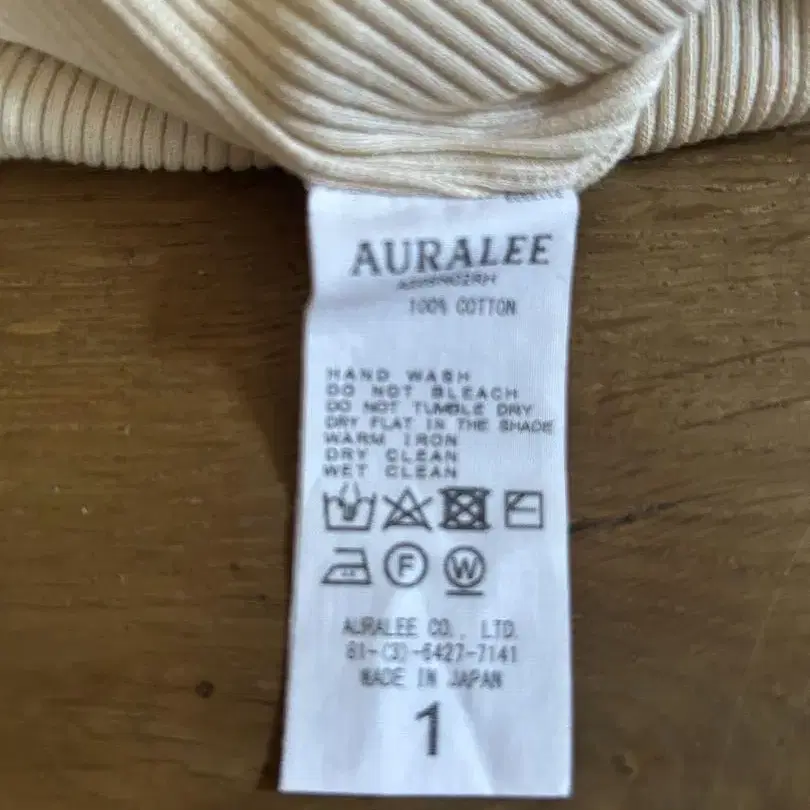 AURALEE
100% COTTON
HAND WASH
DO NOT BLEACH
DO NOT TUMBLE DRY
DRY FLAT IN THE SHADE
WARM IRON
DRY CLEAN
WET CLEAN
F
W
AURALEE CO., LTD.
81-(3)-6427-7141
MADE IN JAPAN
1